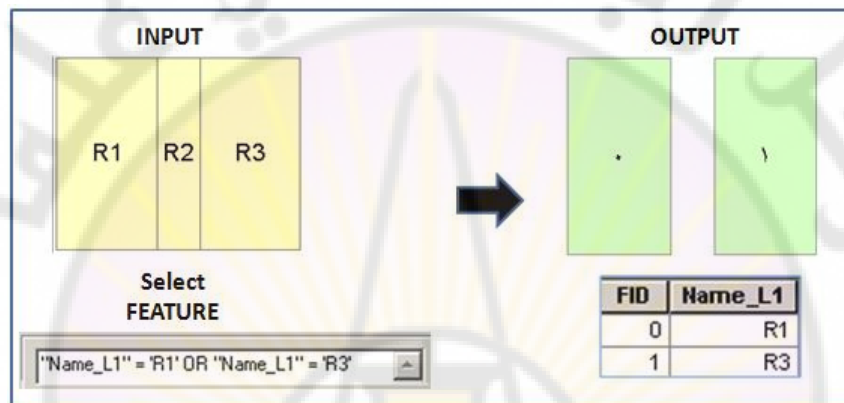 INPUT
R1 R2 R3
Select
FEATURE
"Name_L1" = 'R1' OR "Name_L1" = 'R3'
OUTPUT
٠ ١
FID Name_L1
0 R1
1 R3